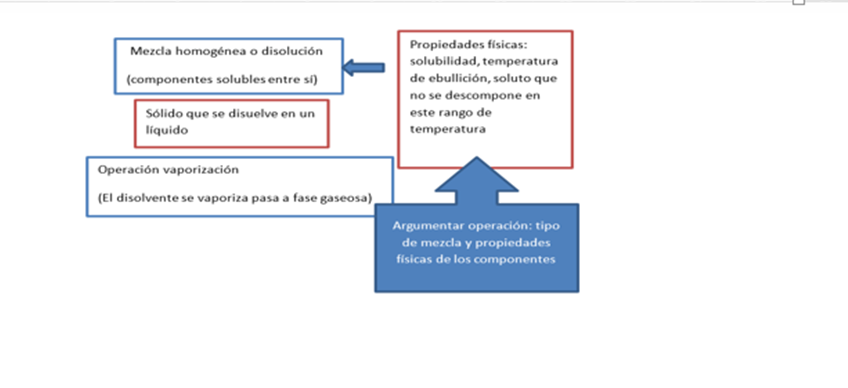 Mezcla homogénea o disolución
(componentes solubles entre sí)
Sólido que se disuelve en un
líquido
Operación vaporización
(El disolvente se vaporiza pasa a fase gaseosa)
Propiedades físicas:
solubilidad, temperatura
de ebullición, soluto que
no se descompone en
este rango de
temperatura
Argumentar operación: tipo
de mezcla y propiedades
físicas de los componentes